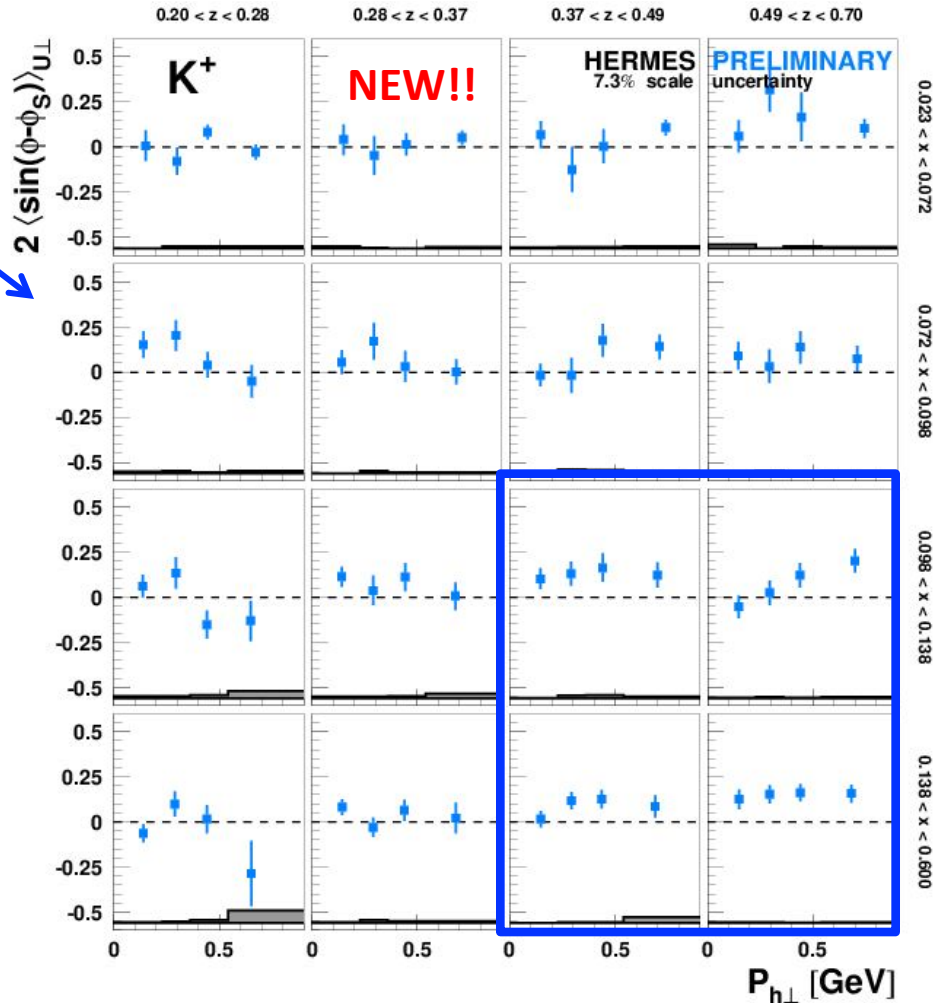 0.20 < z < 0.28 0.28 < z < 0.37 0.37 < z < 0.49 0.49 < z < 0.70
2 ⟨sin(ϕ-ϕS)⟩U⊥
K+
NEW!!
HERMES PRELIMINARY
7.3% scale uncertainty
0.5
0.25
0
-0.25
-0.5
0.023 < x < 0.072
0.5
0.25
0
-0.25
-0.5
0.072 < x < 0.098
0.5
0.25
0
-0.25
-0.5
0.098 < x < 0.138
0.5
0.25
0
-0.25
-0.5
0.138 < x < 0.600
0 0.5 0 0.5 0 0.5 0 0.5
Ph⊥ [GeV]